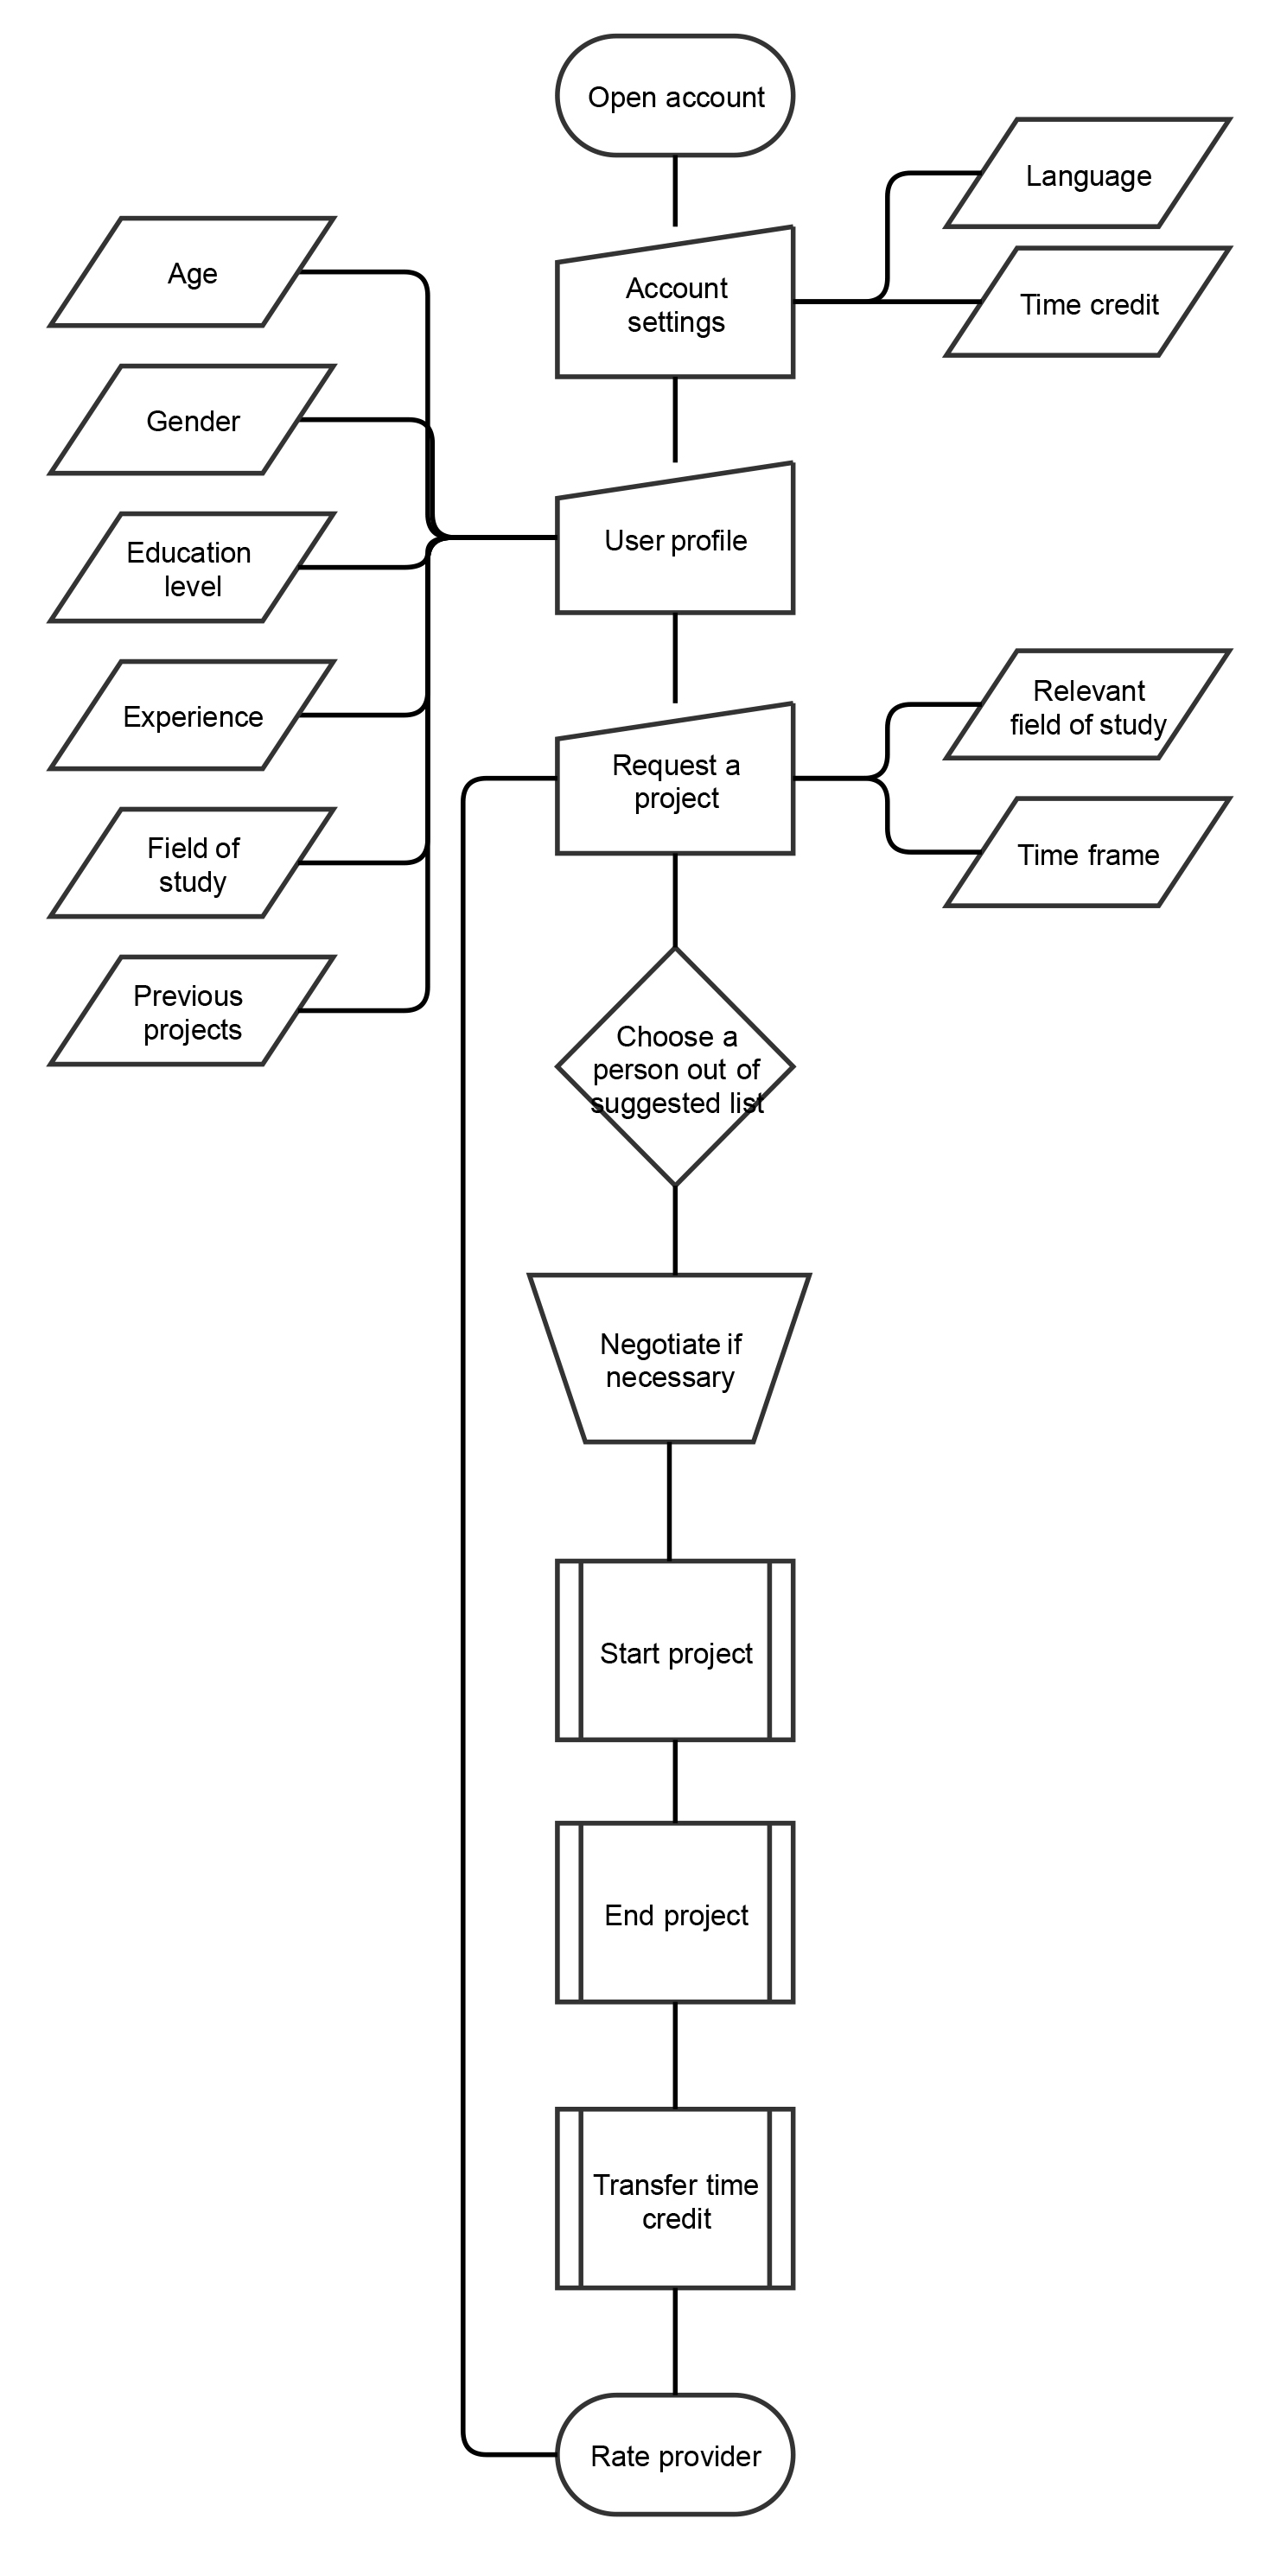 Open account
Language
Time credit
Account
settings
Age
Gender
Education
level
Experience
Field of
study
Previous
projects
User profile
Request a
project
Relevant
field of study
Time frame
Choose a
person out of
suggested list
Negotiate if
necessary
Start project
End project
Transfer time
credit
Rate provider